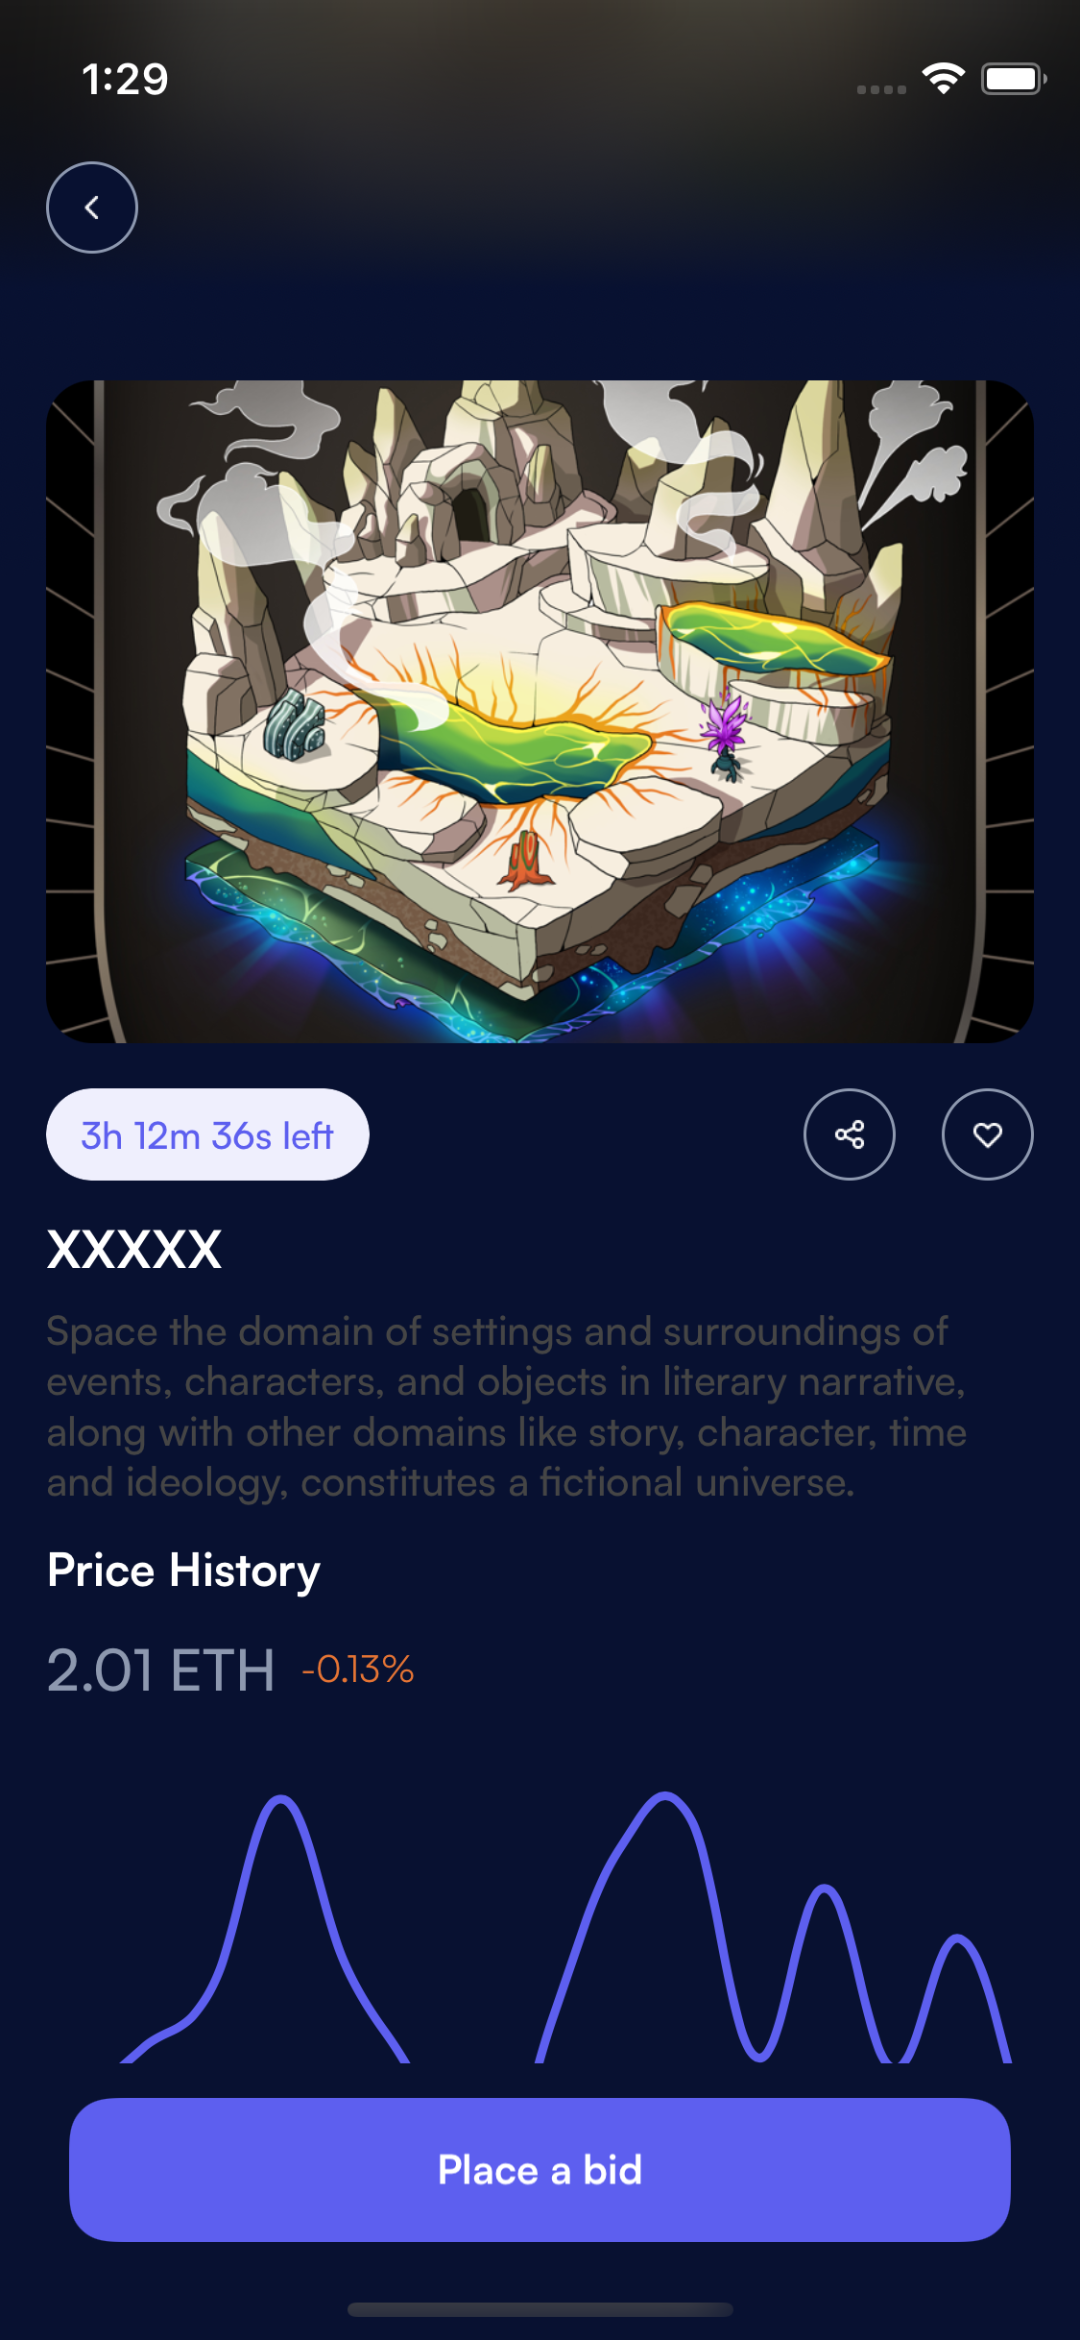 1:29
3h 12m 36s left
XXXXX
Space the domain of settings and surroundings of
events, characters, and objects in literary narrative,
along with other domains like story, character, time
and ideology, constitutes a fictional universe.
Price History
2.01 ETH -0.13%
Place a bid